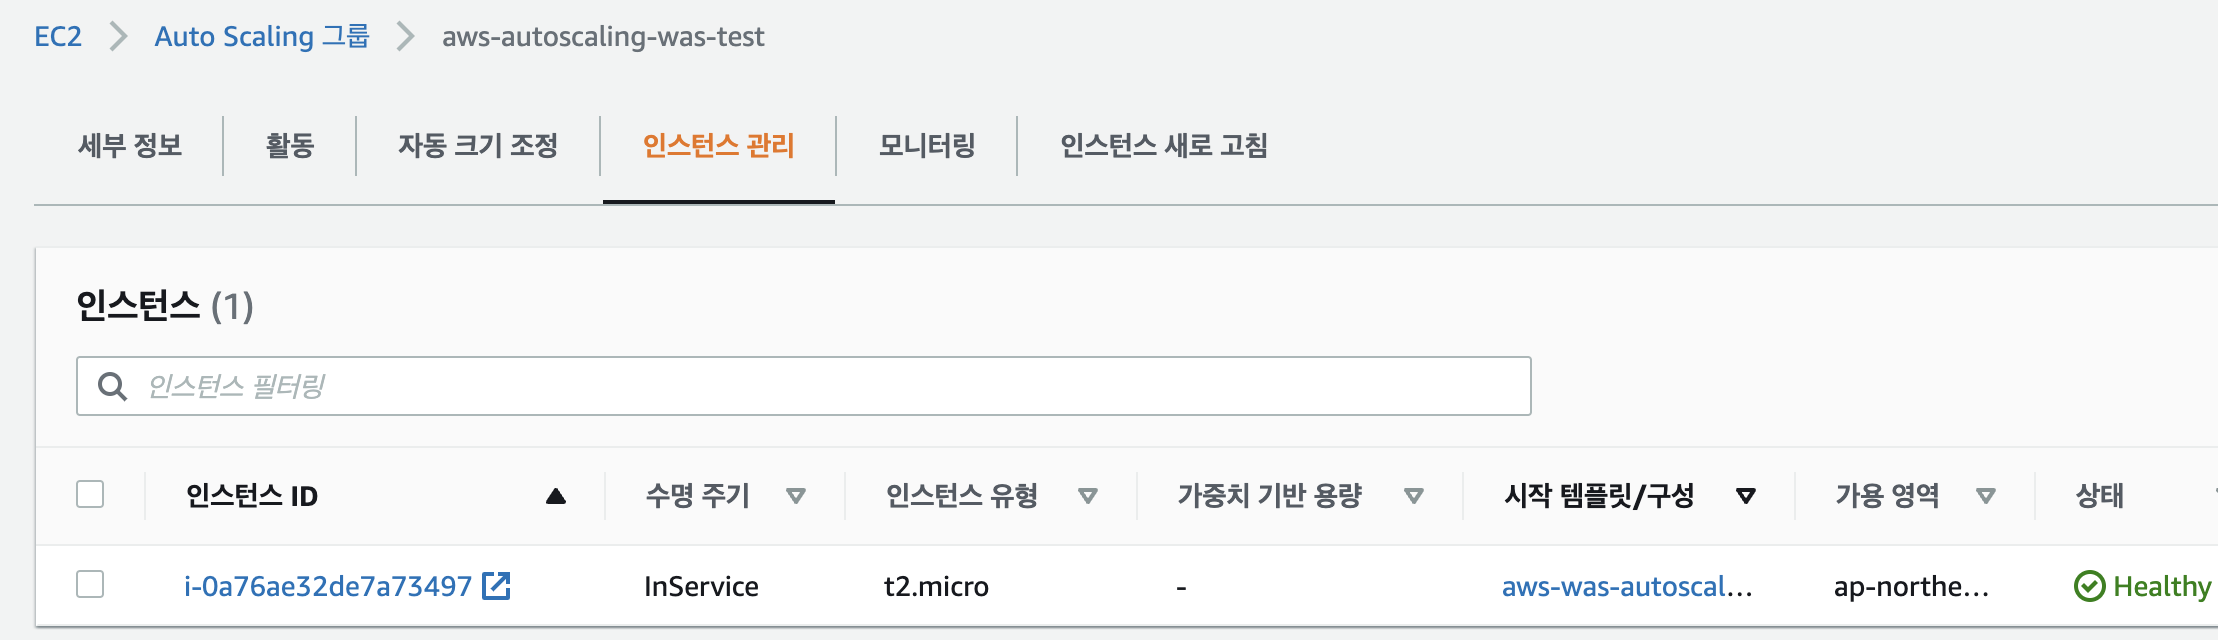 EC2 > Auto Scaling 그룹 > aws-autoscaling-was-test
세부 정보 활동 자동 크기 조정 인스턴스 관리 모니터링 인스턴스 새로 고침
인스턴스 (1)
인스턴스 필터링
인스턴스 ID 수명 주기 인스턴스 유형 가중치 기반 용량 시작 템플릿/구성 가용 영역 상태
i-0a76ae32de7a73497 InService t2.micro - aws-was-autoscal... ap-northe... Healthy